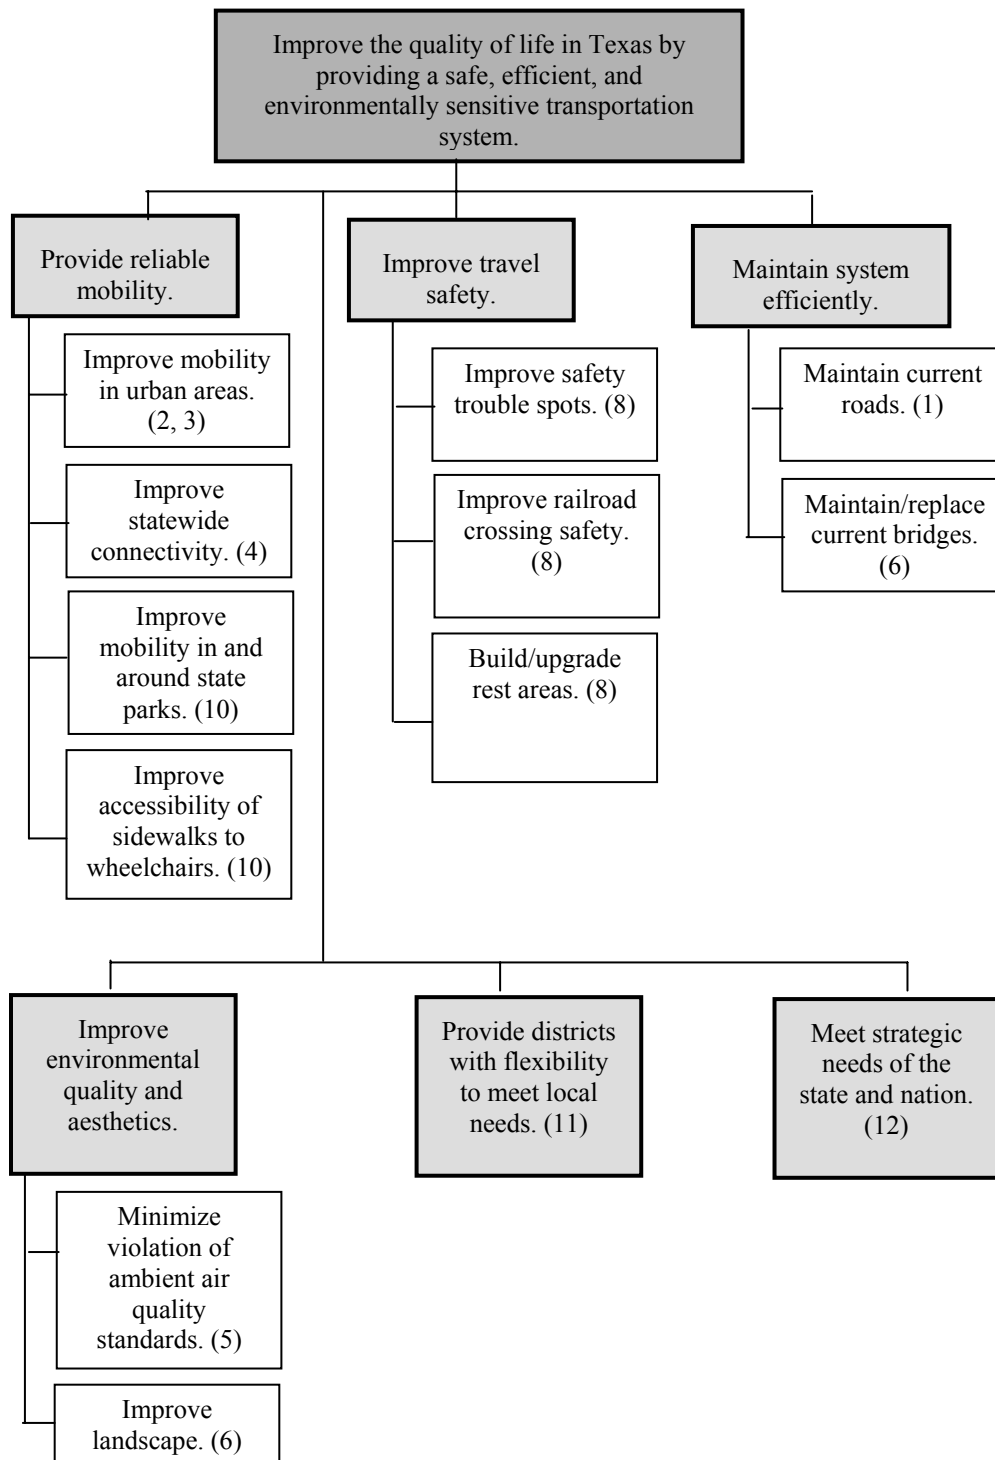 Improve the quality of life in Texas by
providing a safe, efficient, and
environmentally sensitive transportation
system.
Provide reliable
mobility.
Improve mobility
in urban areas.
(2, 3)
Improve
statewide
connectivity. (4)
Improve
mobility in and
around state
parks. (10)
Improve
accessibility of
sidewalks to
wheelchairs. (10)
Improve travel
safety.
Improve safety
trouble spots. (8)
Improve railroad
crossing safety.
(8)
Build/upgrade
rest areas. (8)
Maintain system
efficiently.
Maintain current
roads. (1)
Maintain/replace
current bridges.
(6)
Improve
environmental
quality and
aesthetics.
Minimize
violation of
ambient air
quality
standards. (5)
Improve
landscape. (6)
Provide districts
with flexibility
to meet local
needs. (11)
Meet strategic
needs of the
state and nation.
(12)